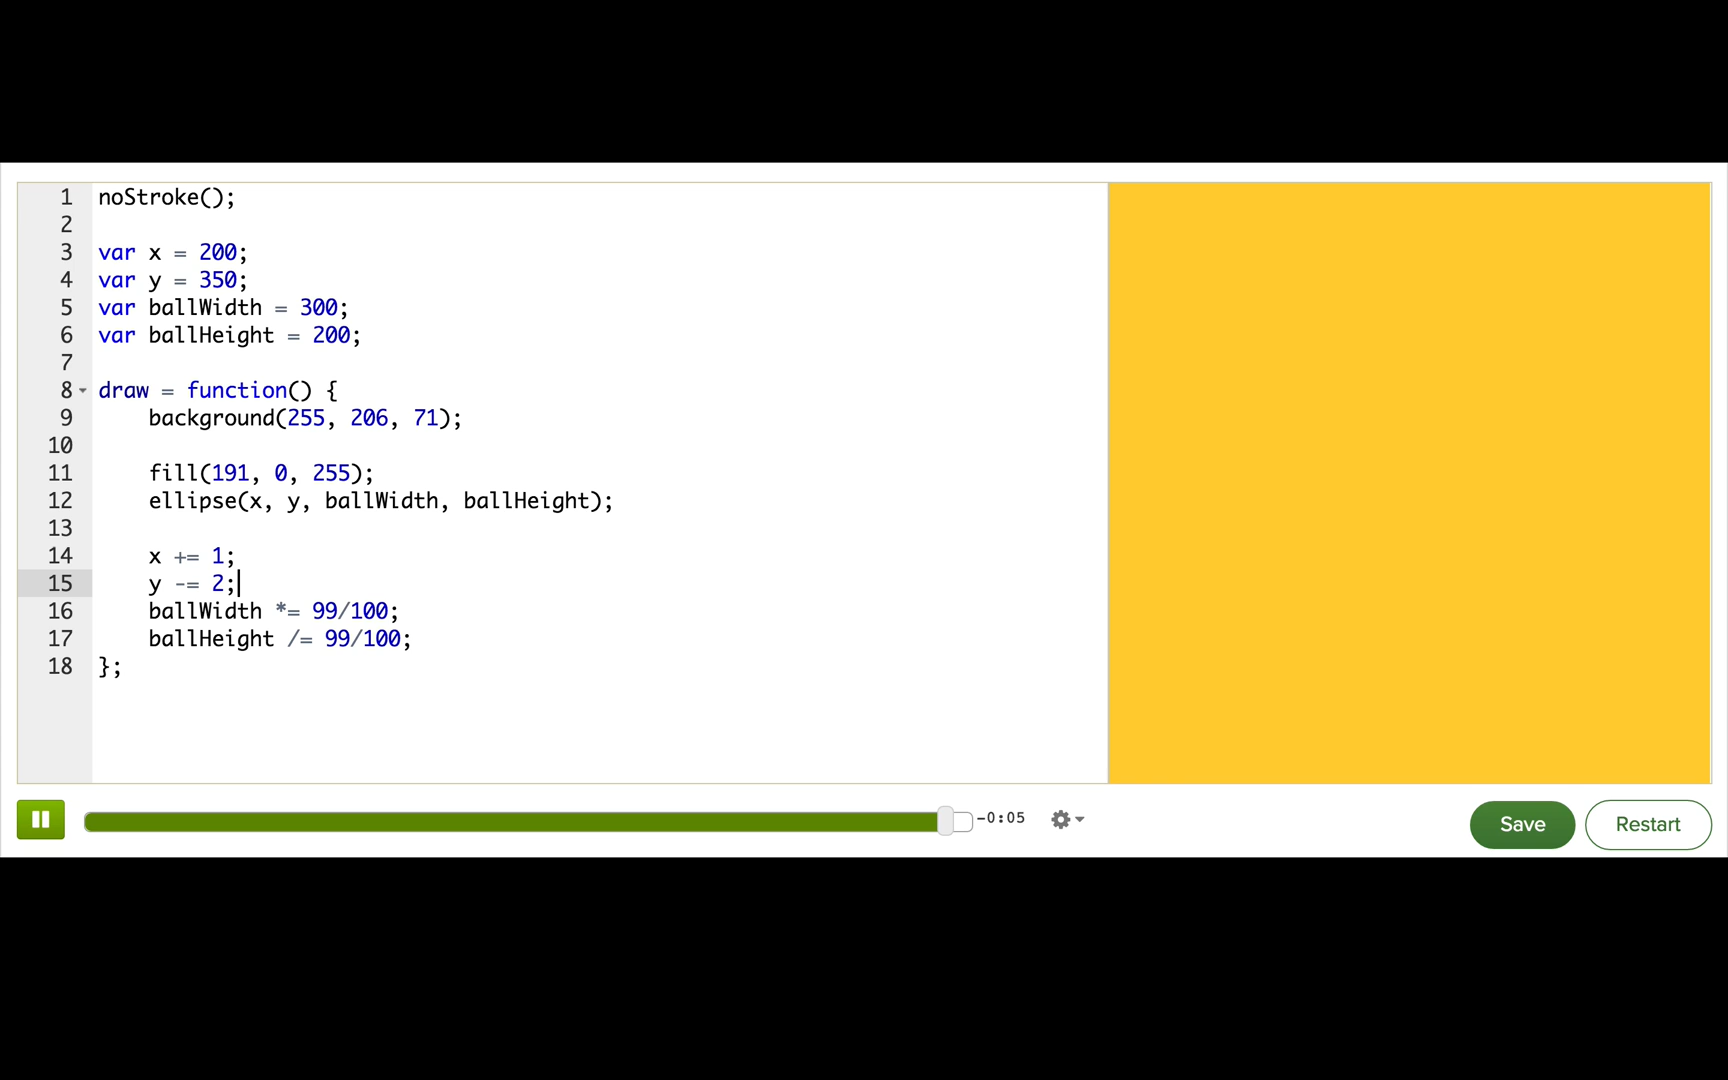 1 noStroke();
2
3 var x = 200;
4 var y = 350;
5 var ballWidth = 300;
6 var ballHeight = 200;
7
8 draw = function() {
9 background(255, 206, 71);
10
11 fill(191, 0, 255);
12 ellipse(x, y, ballWidth, ballHeight);
13
14 x += 1;
15 y -= 2;
16 ballWidth *= 99/100;
17 ballHeight /= 99/100;
18 };
-0:05
Save
Restart